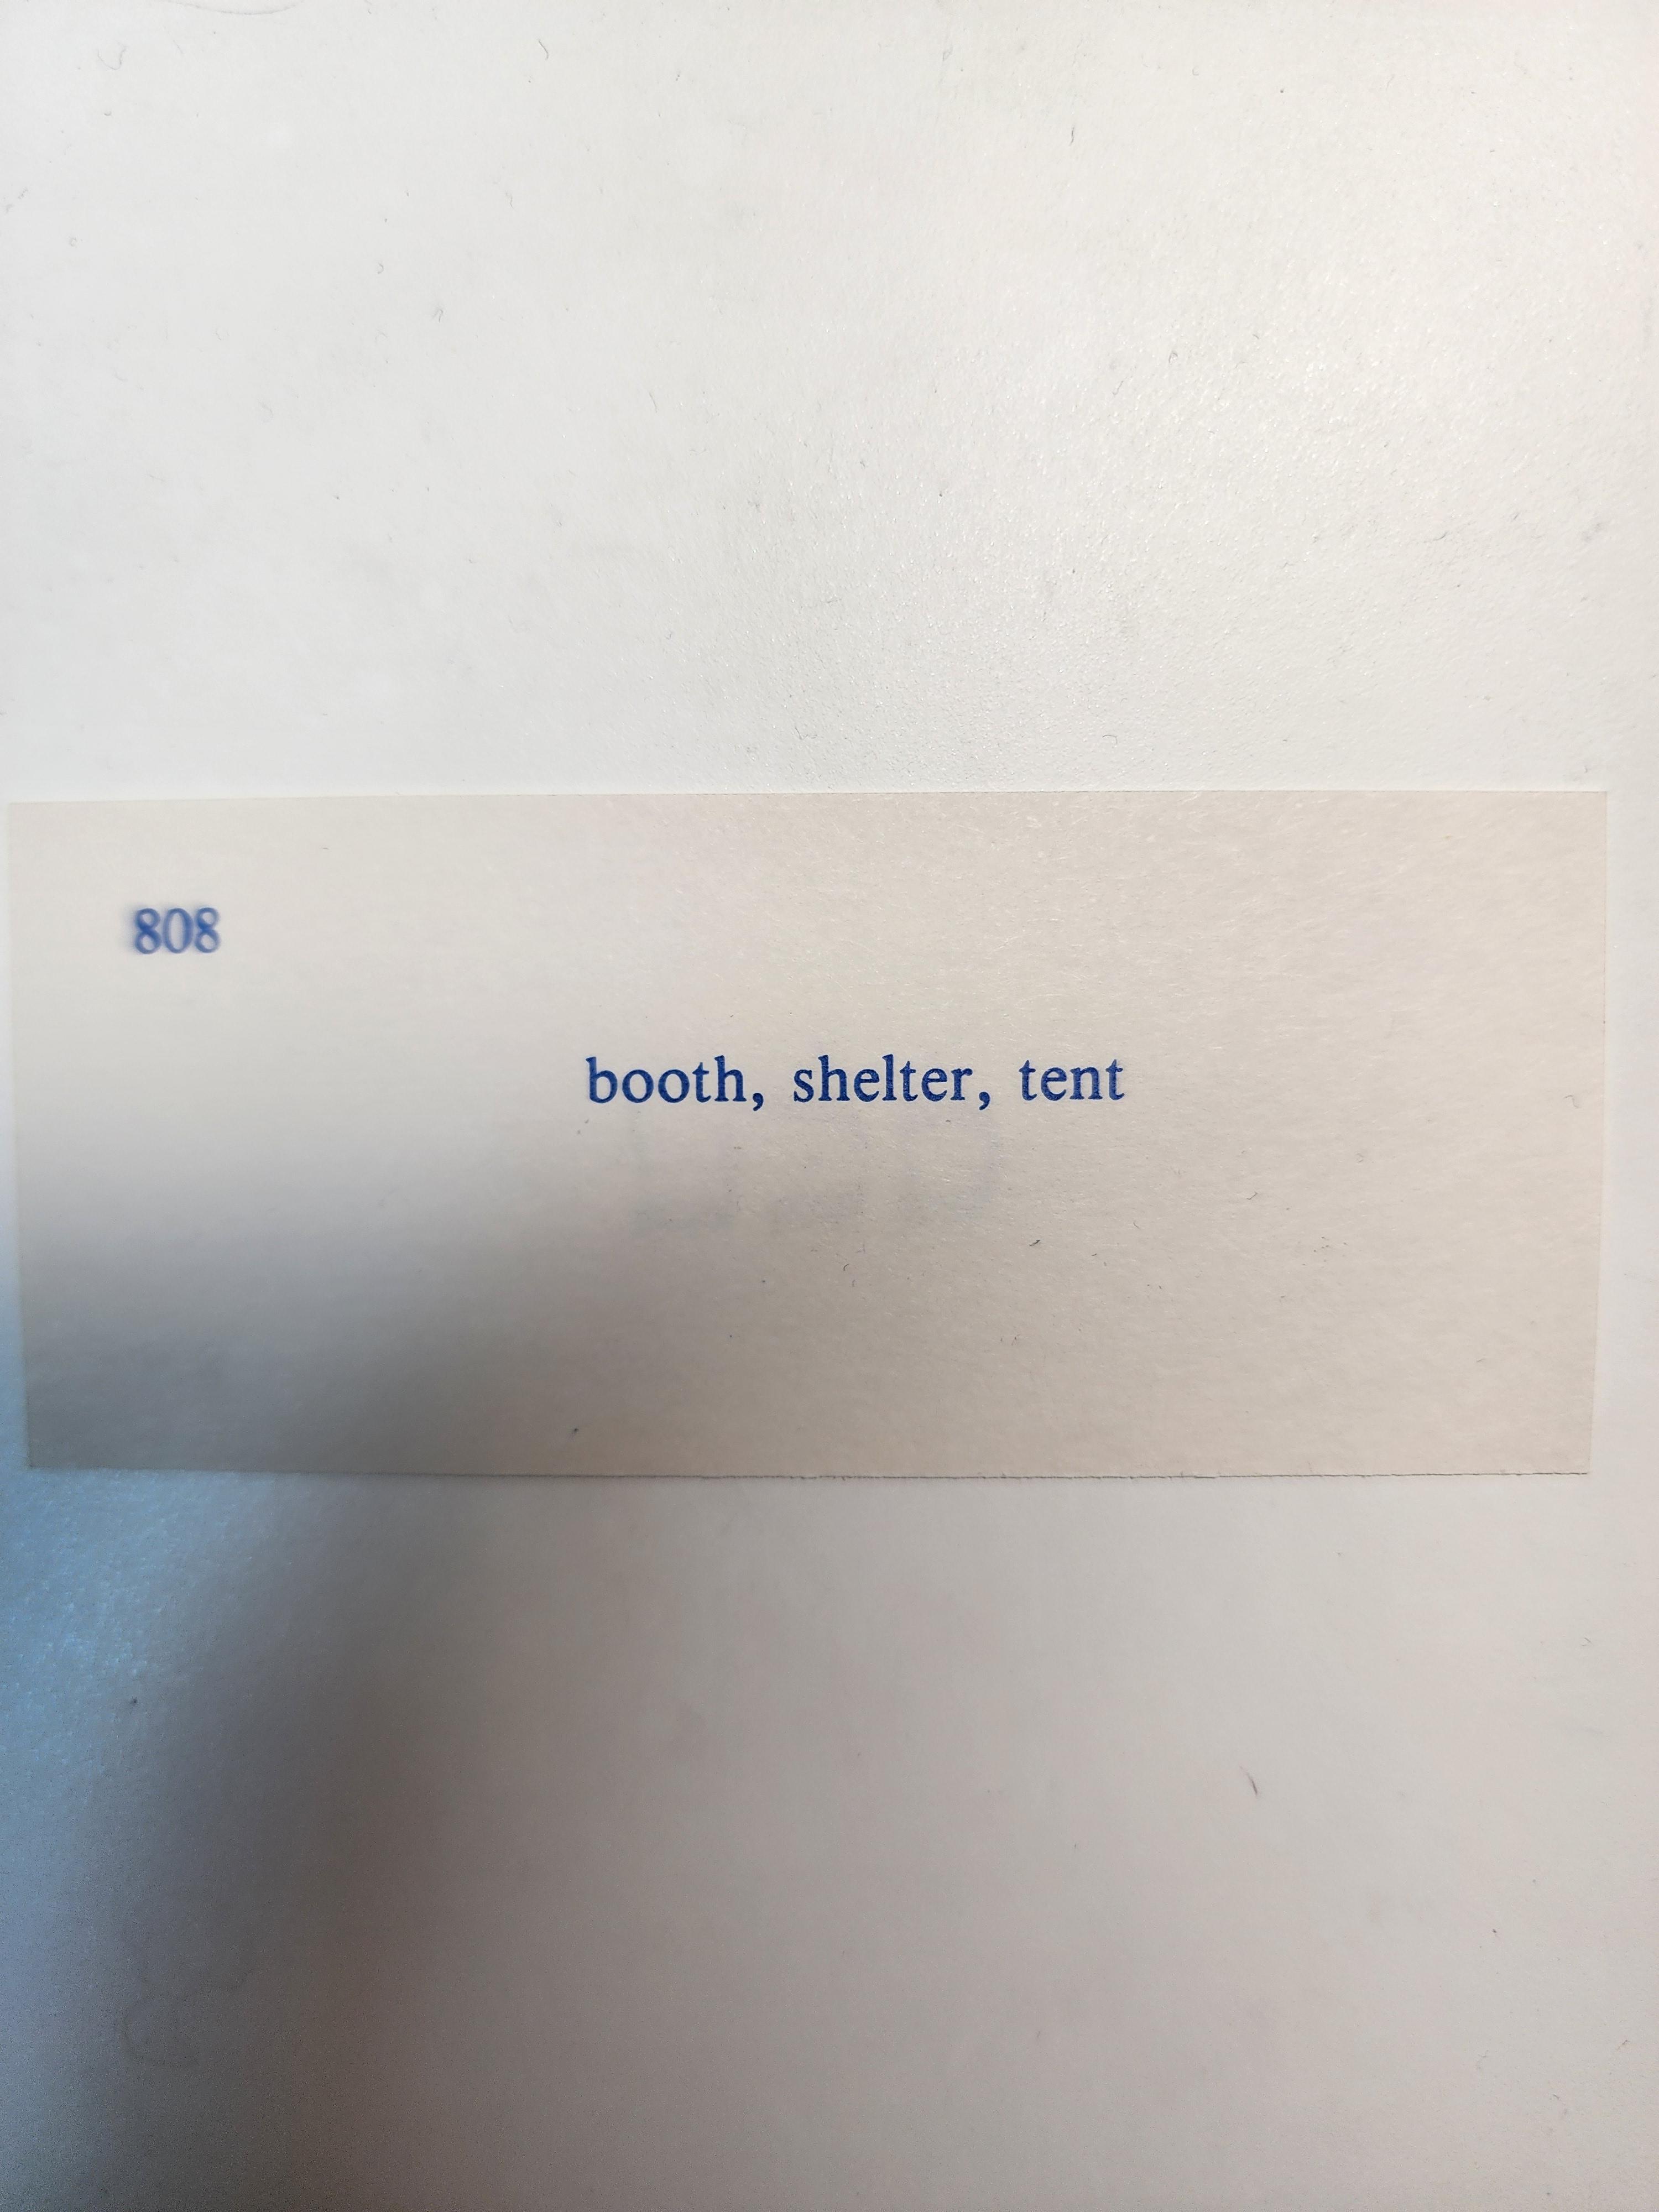 808
booth, shelter, tent